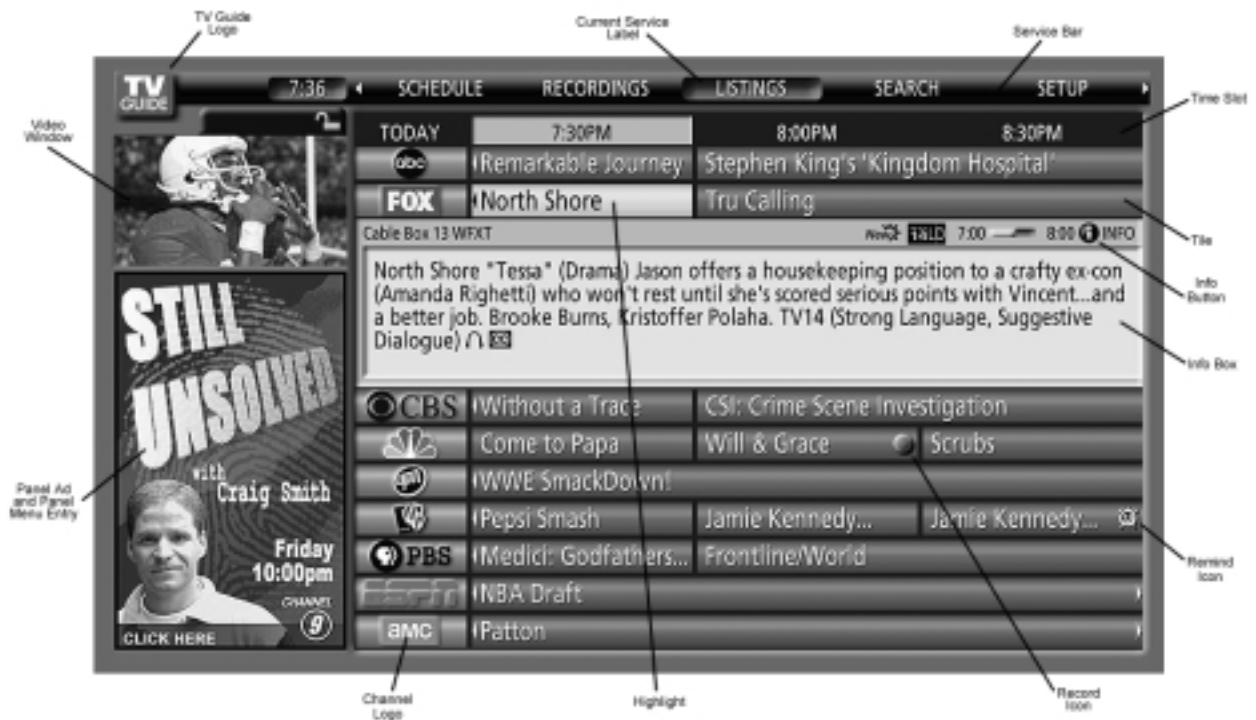 TV Guide
Logo
Current Service
Label
Service Bar
TV
GUIDE
7:36
SCHEDULE
RECORDINGS
LISTINGS
SEARCH
SETUP
Time Slot
Video
Window
TODAY
7:30PM
8:00PM
8:30PM
abc
Remarkable Journey
Stephen King's 'Kingdom Hospital'
FOX
North Shore
Tru Calling
Tile
Cable Box 13 WFXT
New
7:00
8:00
INFO
Info
Button
North Shore "Tessa" (Drama) Jason offers a housekeeping position to a crafty ex-con
(Amanda Righetti) who won't rest until she's scored serious points with Vincent...and
a better job. Brooke Burns, Kristoffer Polaha. TV14 (Strong Language, Suggestive
Dialogue)
Info Box
STILL
UNSOLVED
with
Craig Smith
Friday
10:00pm
CHANNEL
9
CLICK HERE
Panel Ad
and Panel
Menu Entry
CBS
Without a Trace
CSI: Crime Scene Investigation
Come to Papa
Will & Grace
Scrubs
WWE SmackDown!
Pepsi Smash
Jamie Kennedy...
Jamie Kennedy...
PBS
Medici: Godfathers...
Frontline/World
Remind
Icon
ESPN
NBA Draft
amc
Patton
Channel
Logo
Highlight
Record
Icon